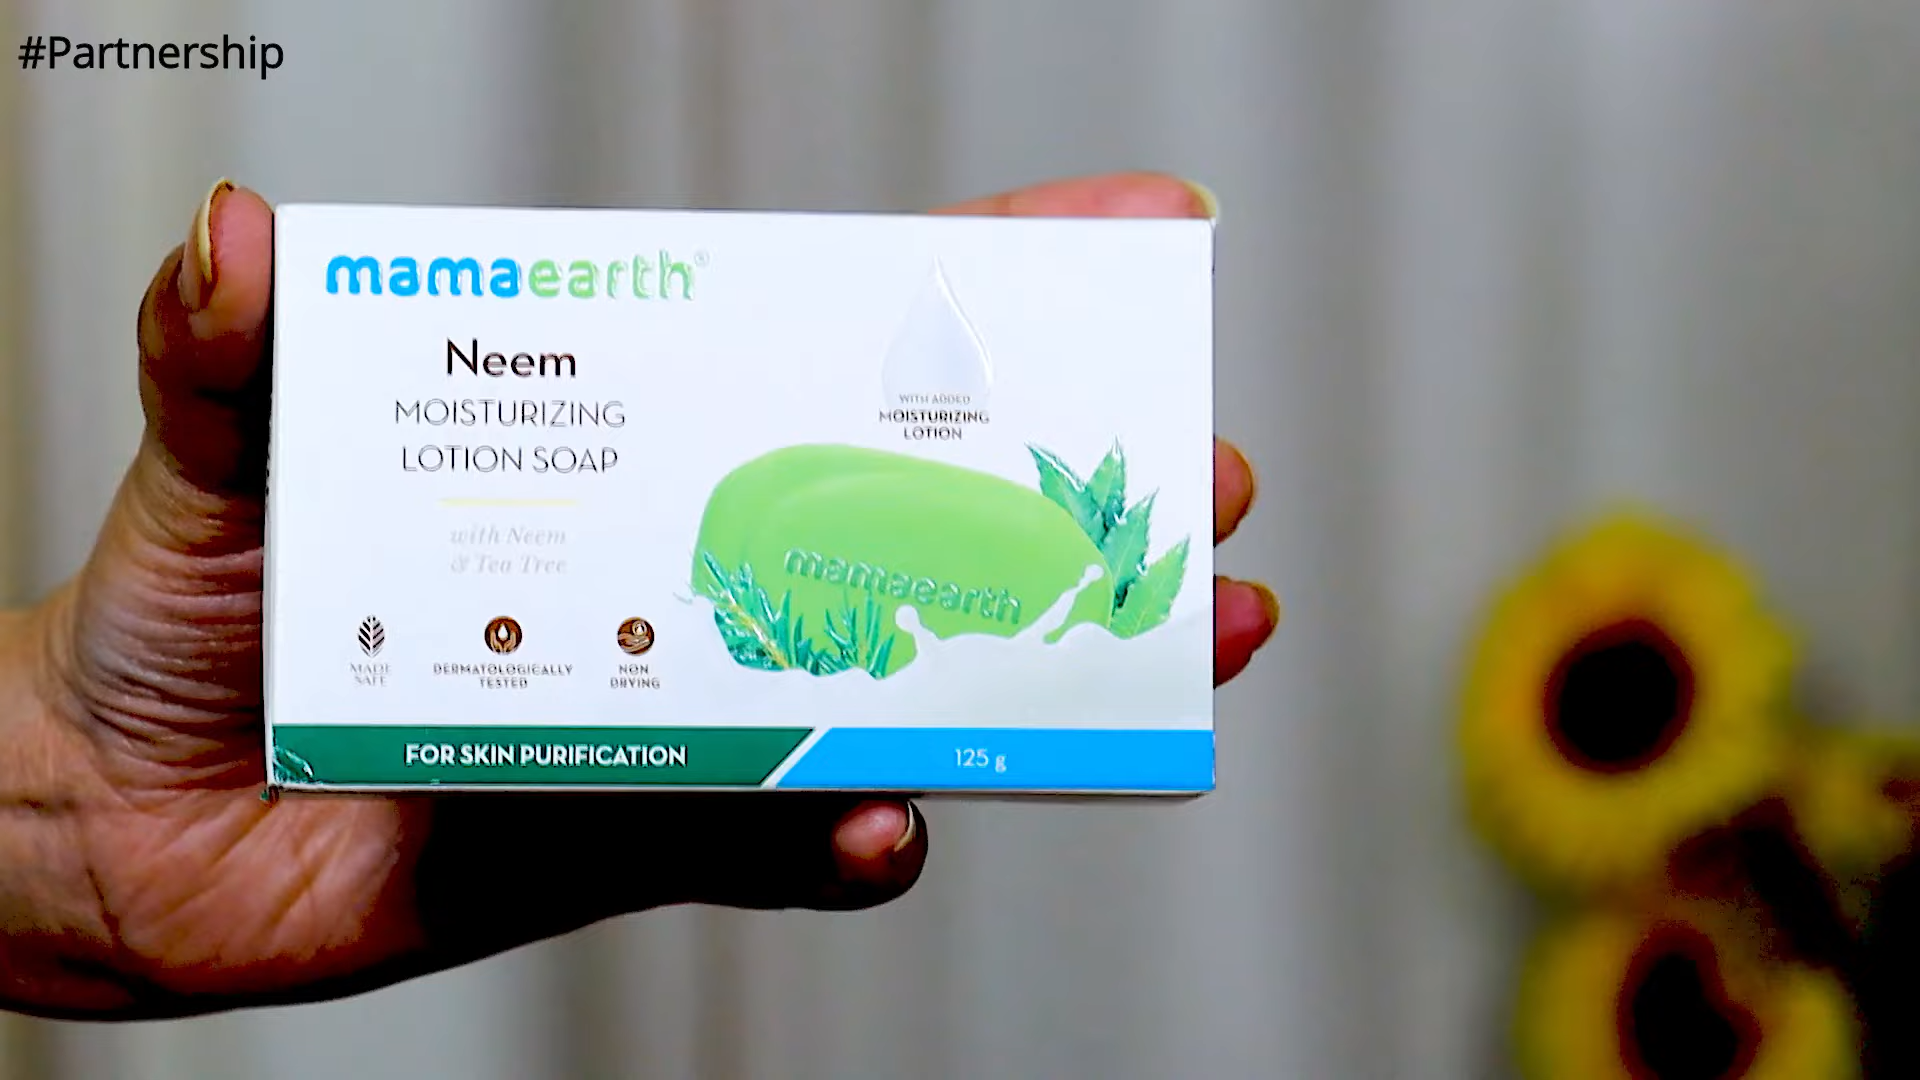 #Partnership
mamaearth®
Neem
MOISTURIZING
LOTION SOAP
with Neem
& Tea Tree
MADE
SAFE
DERMATOLOGICALLY
TESTED
NON
DRYING
WITH ADDED
MOISTURIZING
LOTION
mamaearth
FOR SKIN PURIFICATION
125 g